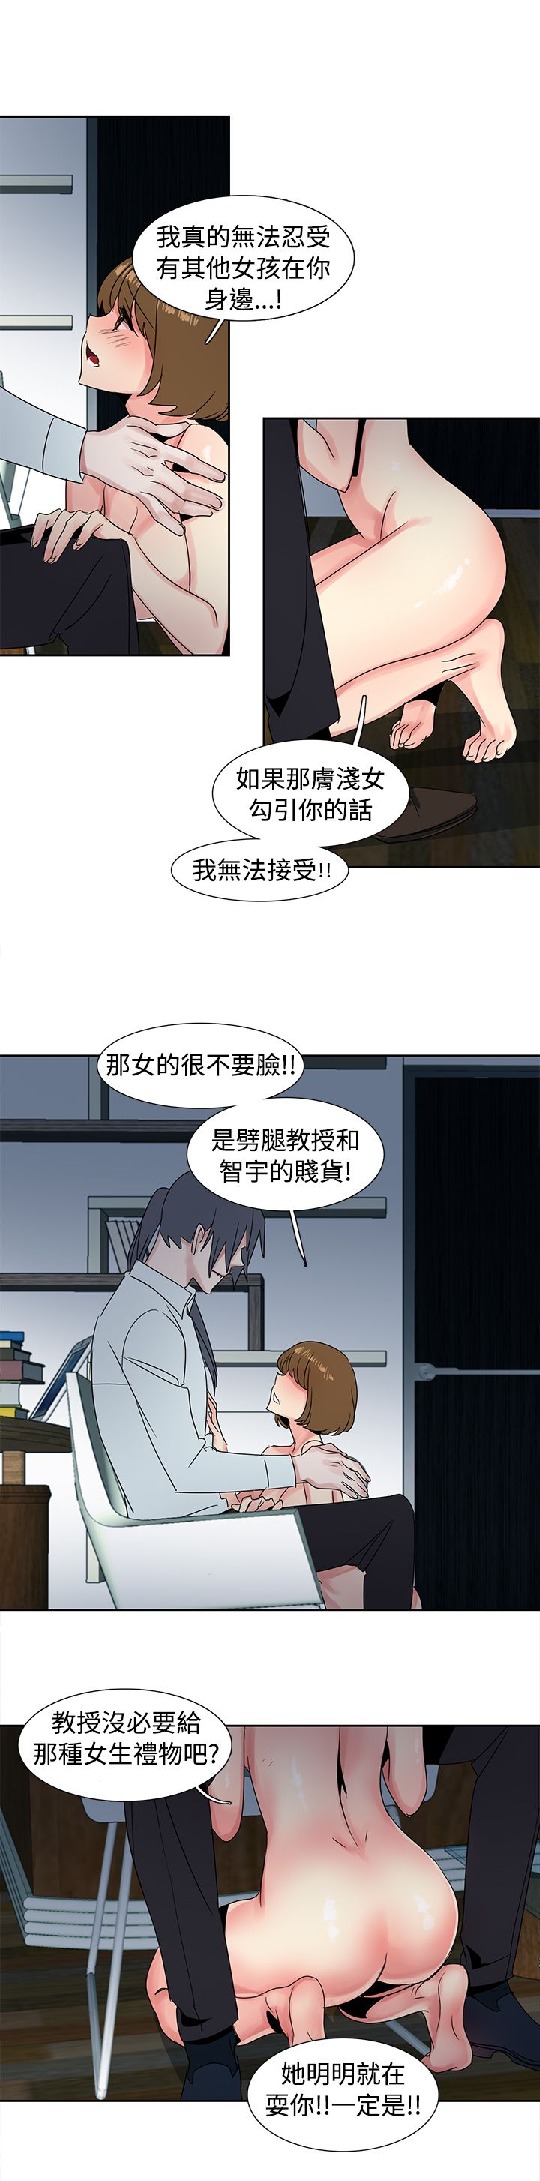 我真的無法忍受
有其他女孩在你
身邊...!
如果那膚淺女
勾引你的話
我無法接受!!
那女的很不要臉!!
是劈腿教授和
智宇的賤貨!
教授沒必要給
那種女生禮物吧?
她明明就在
耍你!!一定是!!